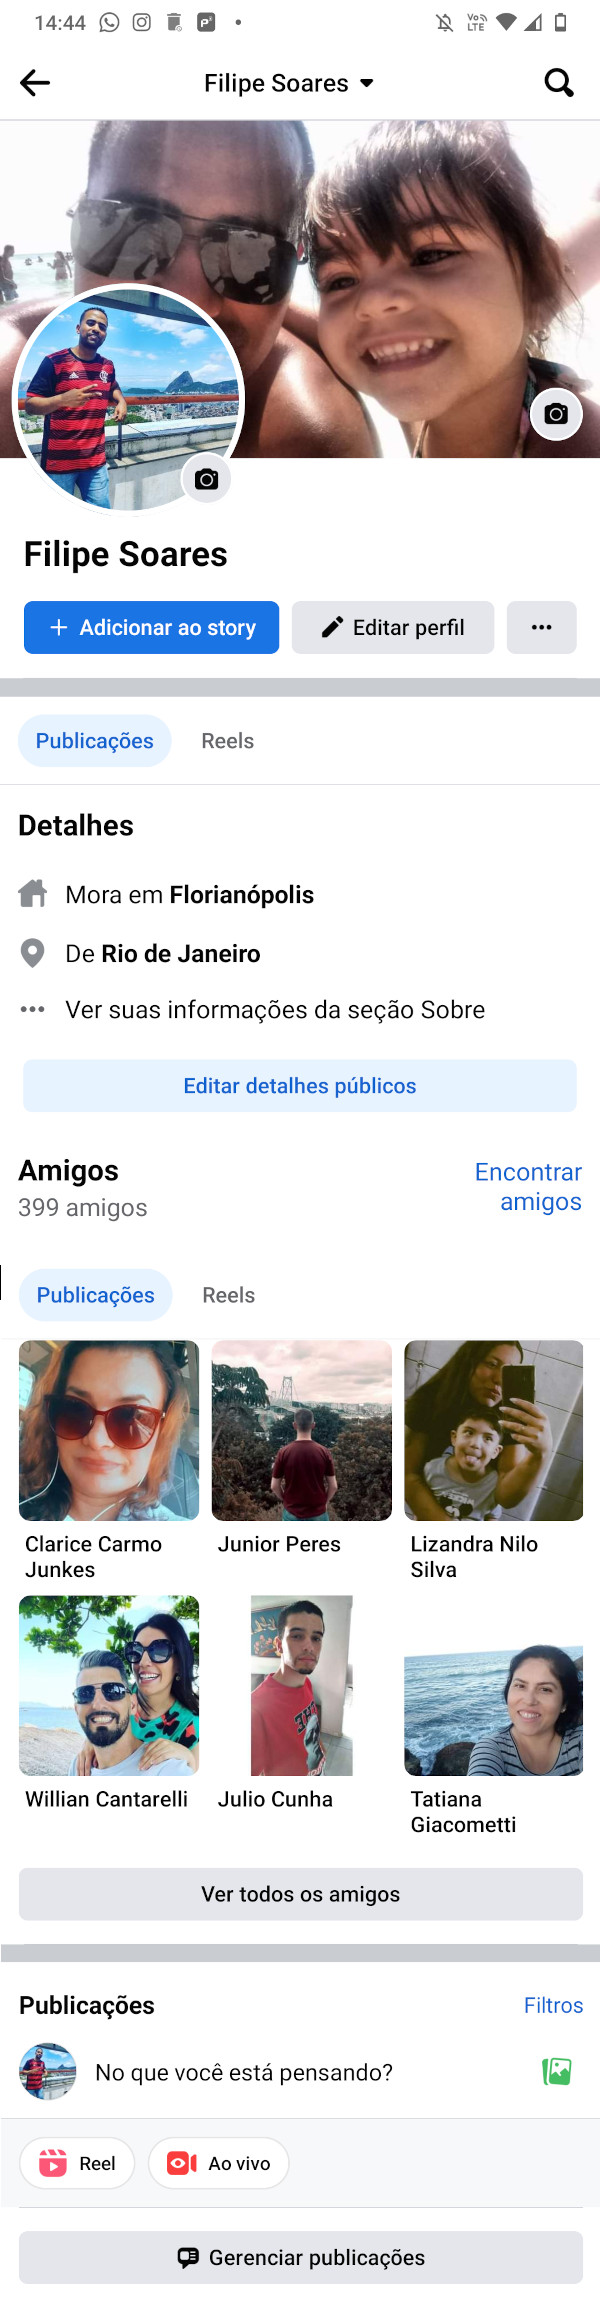 14:44
VoLTE
Filipe Soares
Filipe Soares
+ Adicionar ao story
Editar perfil
Publicações
Reels
Detalhes
Mora em Florianópolis
De Rio de Janeiro
Ver suas informações da seção Sobre
Editar detalhes públicos
Amigos
Encontrar
399 amigos
amigos
Publicações
Reels
Clarice Carmo
Junkes
Junior Peres
Lizandra Nilo
Silva
Willian Cantarelli
Julio Cunha
Tatiana
Giacometti
Ver todos os amigos
Publicações
Filtros
No que você está pensando?
Reel
Ao vivo
Gerenciar publicações